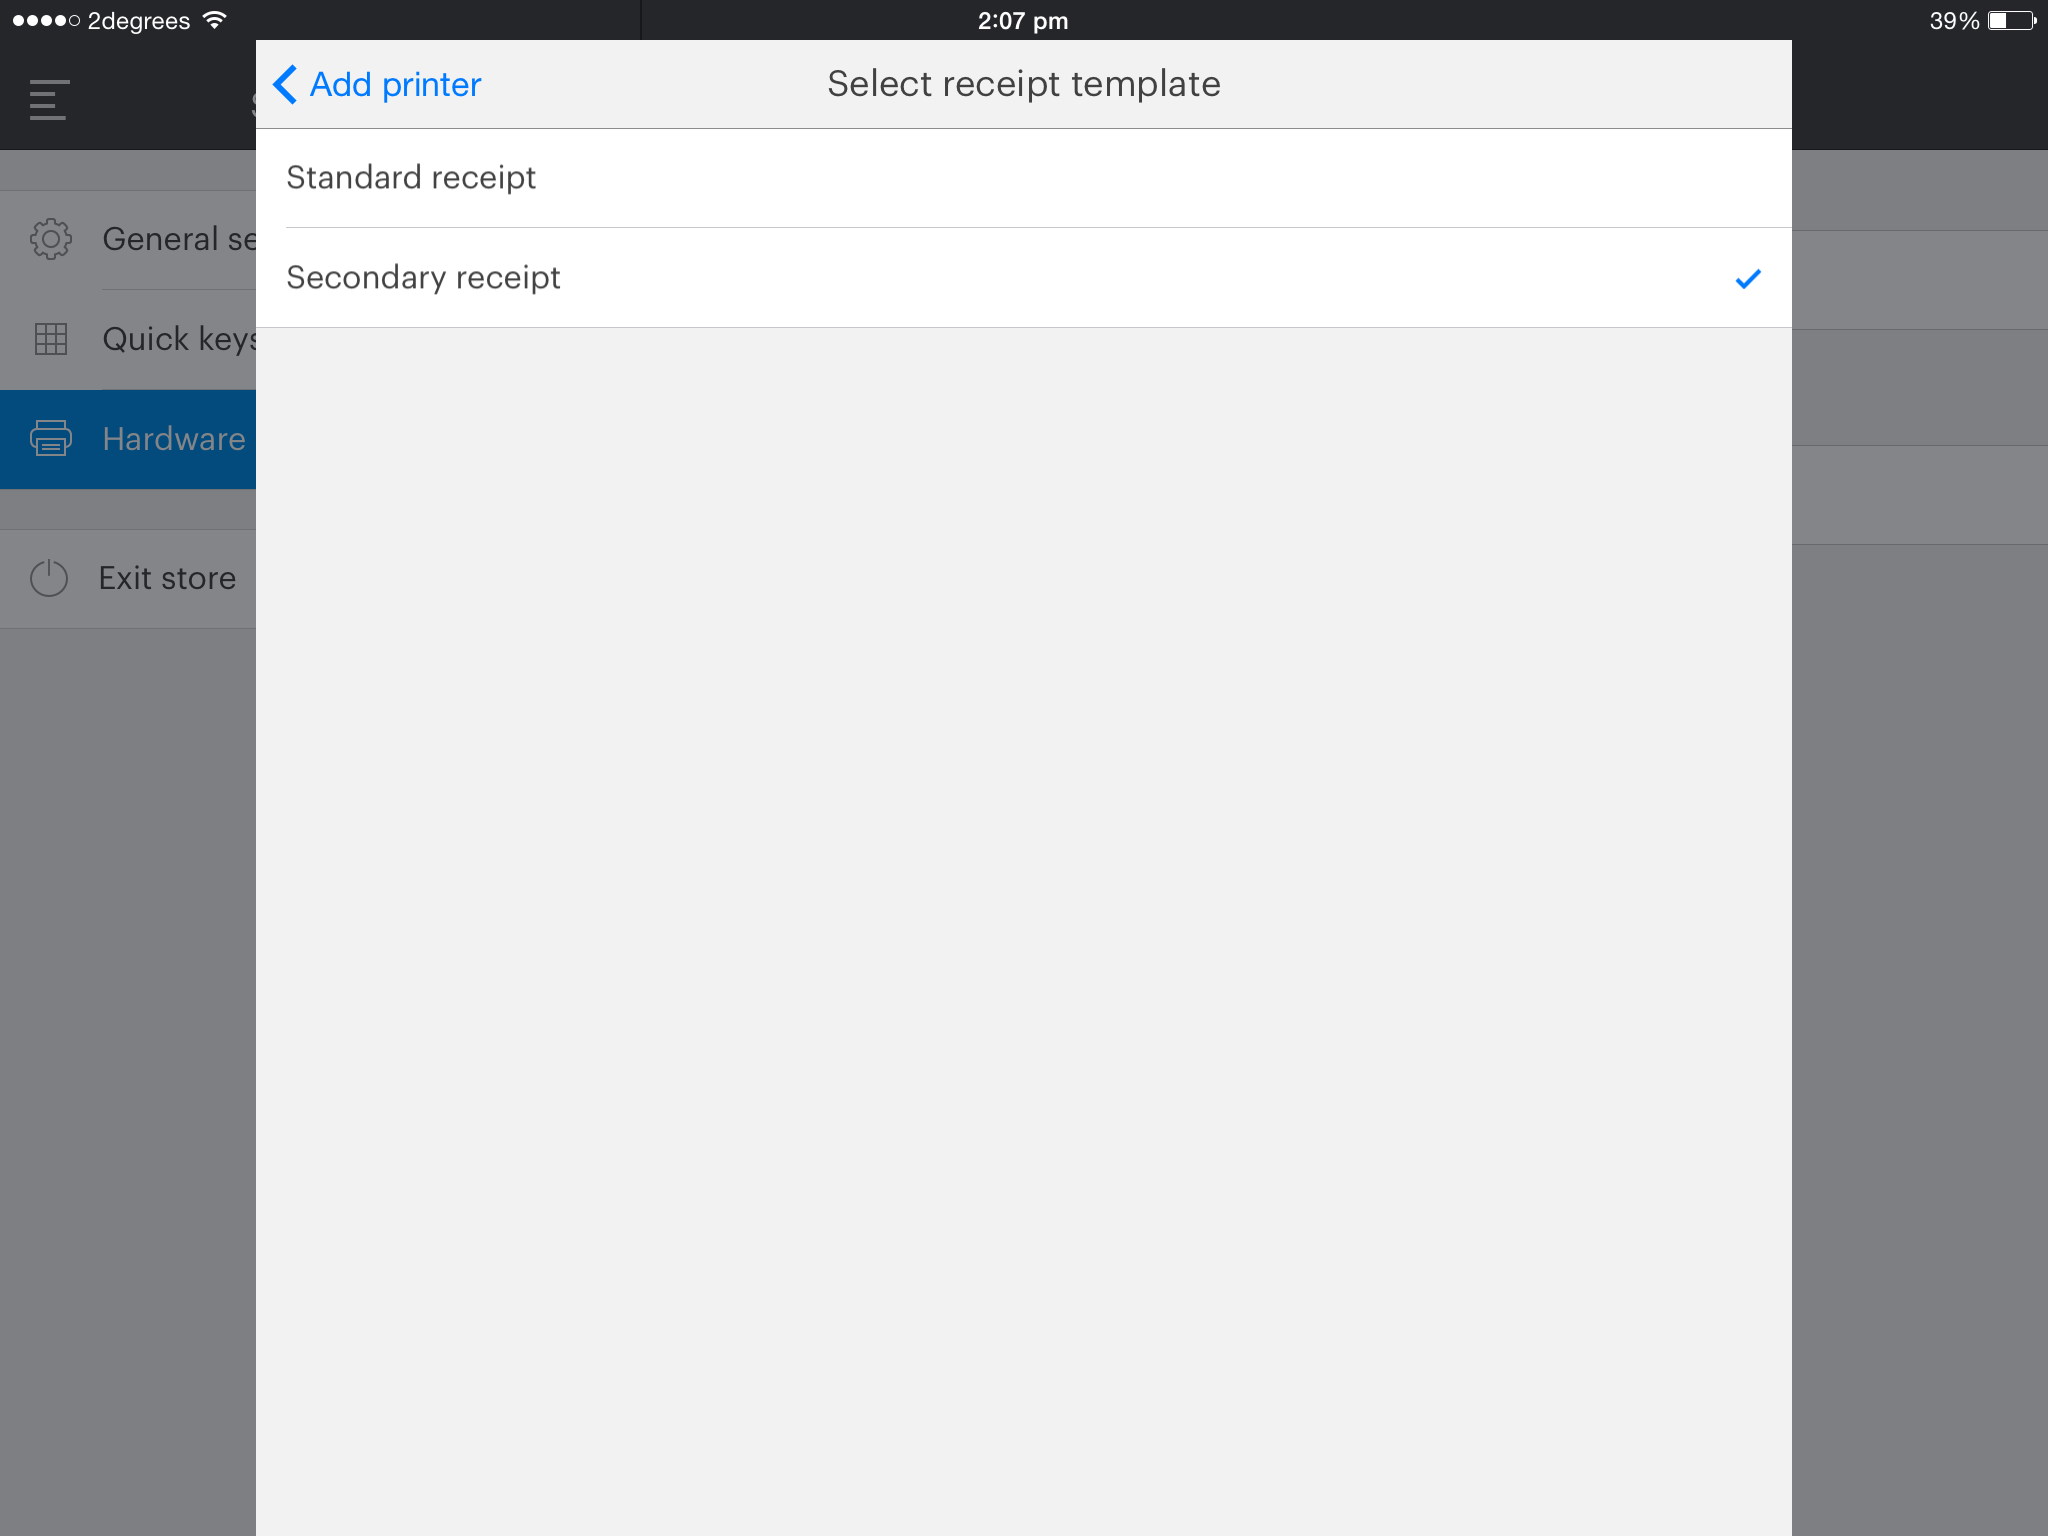 2degrees 2:07 pm 39%
Add printer Select receipt template
Standard receipt
General
Secondary receipt
Quick keys
Hardware
Exit store